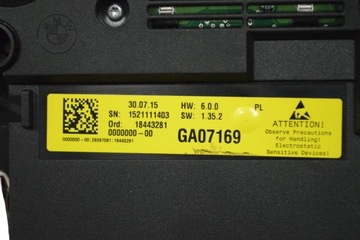 30.07.15 HW: 6.0.0 PL
SN: 1521111403 SW: 1.35.2
Ord: 18443281
0000000-00 GA07169
ATTENTION!
Observe Precautions
for Handling!
Electrostatic
Sensitive Devices!